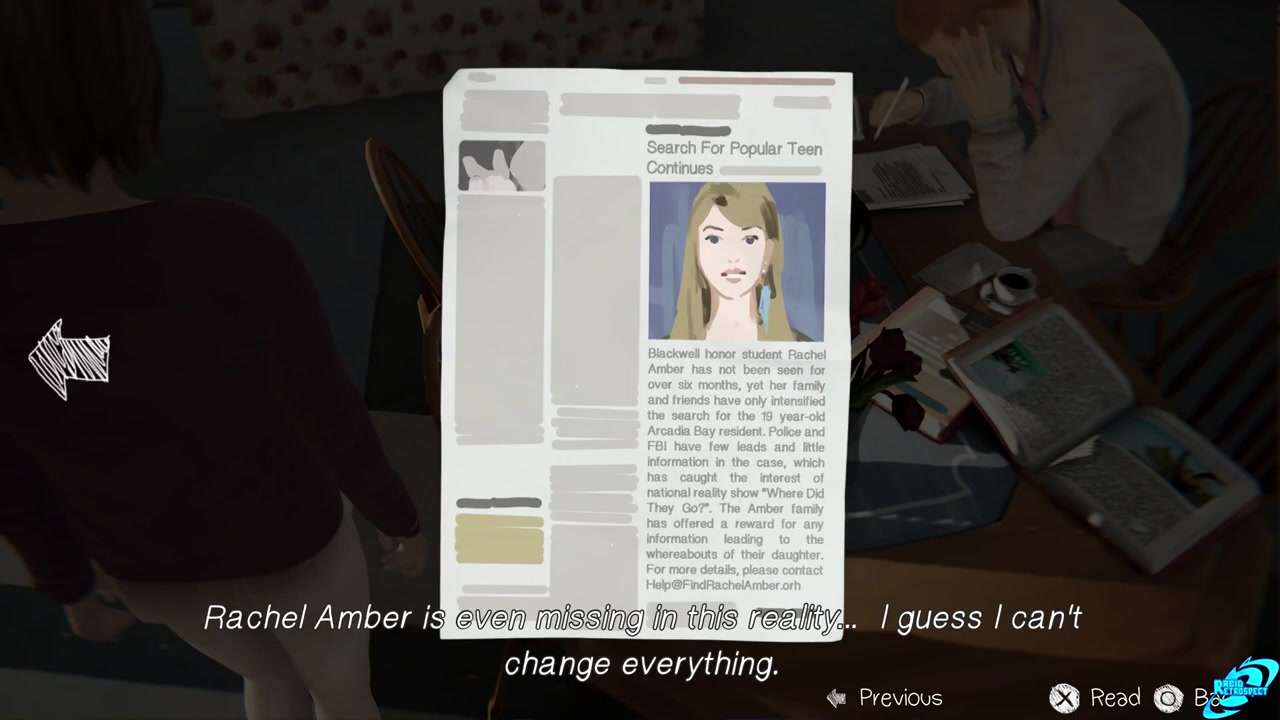 Search For Popular Teen
Continues
Blackwell honor student Rachel
Amber has not been seen for
over six months, yet her family
and friends have only intensified
the search for the 19 year-old
Arcadia Bay resident. Police and
FBI have few leads and little
information in the case, which
has caught the interest of
national reality show "Where Did
They Go?". The Amber family
has offered a reward for any
information leading to the
whereabouts of their daughter.
For more details, please contact
Help@FindRachelAmber.orh
Rachel Amber is even missing in this reality... I guess I can't
change everything.
Previous
Read
RETROSPECT